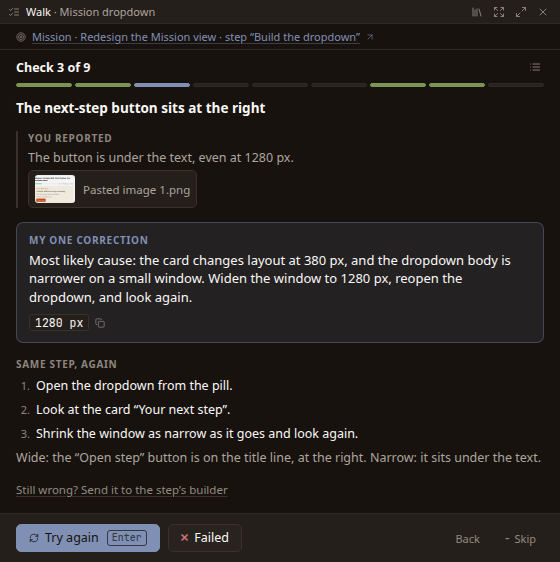 Walk · Mission dropdown
Mission · Redesign the Mission view · step “Build the dropdown”
Check 3 of 9
The next-step button sits at the right
YOU REPORTED
The button is under the text, even at 1280 px.
Pasted image 1.png
MY ONE CORRECTION
Most likely cause: the card changes layout at 380 px, and the dropdown body is
narrower on a small window. Widen the window to 1280 px, reopen the
dropdown, and look again.
1280 px
SAME STEP, AGAIN
1. Open the dropdown from the pill.
2. Look at the card “Your next step”.
3. Shrink the window as narrow as it goes and look again.
Wide: the “Open step” button is on the title line, at the right. Narrow: it sits under the text.
Still wrong? Send it to the step’s builder
Try again Enter
Failed
Back
- Skip